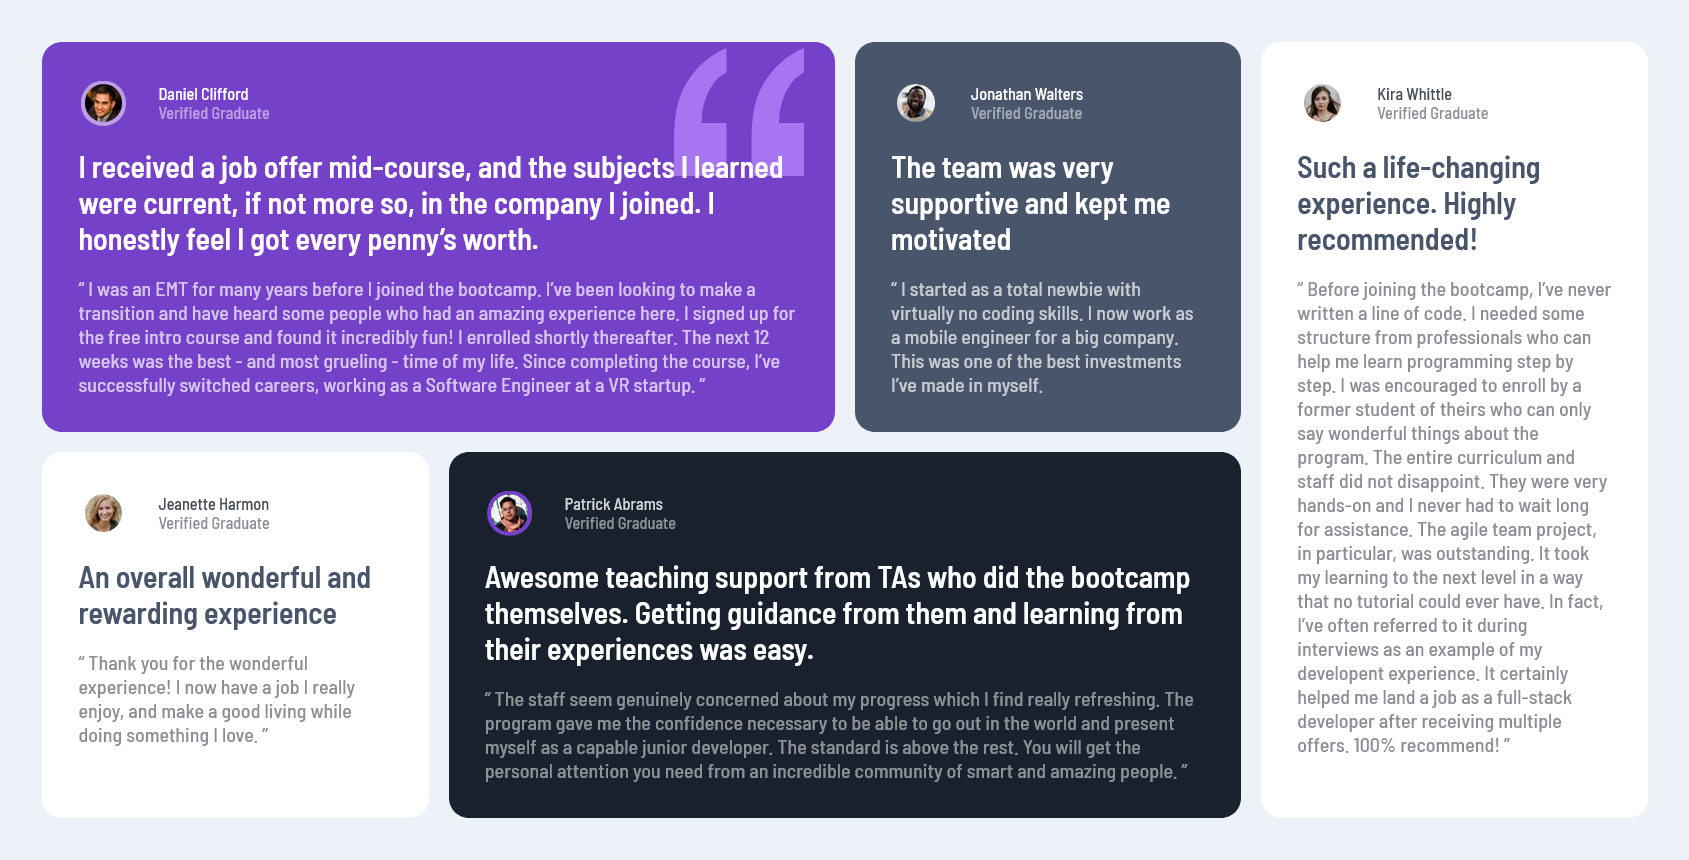 Daniel Clifford
Verified Graduate
I received a job offer mid-course, and the subjects I learned
were current, if not more so, in the company I joined. I
honestly feel I got every penny’s worth.
“ I was an EMT for many years before I joined the bootcamp. I’ve been looking to make a
transition and have heard some people who had an amazing experience here. I signed up for
the free intro course and found it incredibly fun! I enrolled shortly thereafter. The next 12
weeks was the best - and most grueling - time of my life. Since completing the course, I’ve
successfully switched careers, working as a Software Engineer at a VR startup. ”
Jonathan Walters
Verified Graduate
The team was very
supportive and kept me
motivated
“ I started as a total newbie with
virtually no coding skills. I now work as
a mobile engineer for a big company.
This was one of the best investments
I’ve made in myself.
Kira Whittle
Verified Graduate
Such a life-changing
experience. Highly
recommended!
“ Before joining the bootcamp, I’ve never
written a line of code. I needed some
structure from professionals who can
help me learn programming step by
step. I was encouraged to enroll by a
former student of theirs who can only
say wonderful things about the
program. The entire curriculum and
staff did not disappoint. They were very
hands-on and I never had to wait long
for assistance. The agile team project,
in particular, was outstanding. It took
my learning to the next level in a way
that no tutorial could ever have. In fact,
I’ve often referred to it during
interviews as an example of my
developent experience. It certainly
helped me land a job as a full-stack
developer after receiving multiple
offers. 100% recommend! ”
Jeanette Harmon
Verified Graduate
An overall wonderful and
rewarding experience
“ Thank you for the wonderful
experience! I now have a job I really
enjoy, and make a good living while
doing something I love. ”
Patrick Abrams
Verified Graduate
Awesome teaching support from TAs who did the bootcamp
themselves. Getting guidance from them and learning from
their experiences was easy.
“ The staff seem genuinely concerned about my progress which I find really refreshing. The
program gave me the confidence necessary to be able to go out in the world and present
myself as a capable junior developer. The standard is above the rest. You will get the
personal attention you need from an incredible community of smart and amazing people. ”